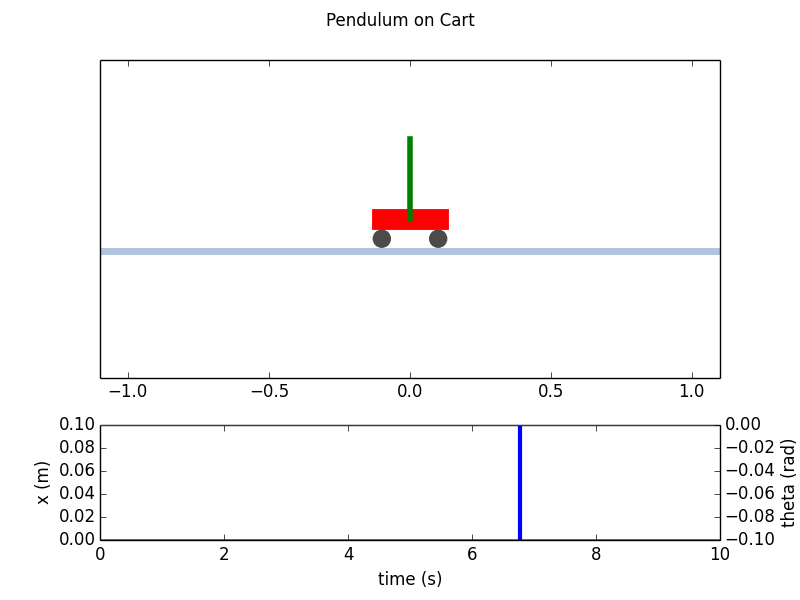 Pendulum on Cart
−1.0 −0.5 0.0 0.5 1.0
0.10 0.00
0.08 −0.02
0.06 −0.04
0.04 −0.06
0.02 −0.08
0.00 −0.10
x (m)
theta (rad)
0 2 4 6 8 10
time (s)